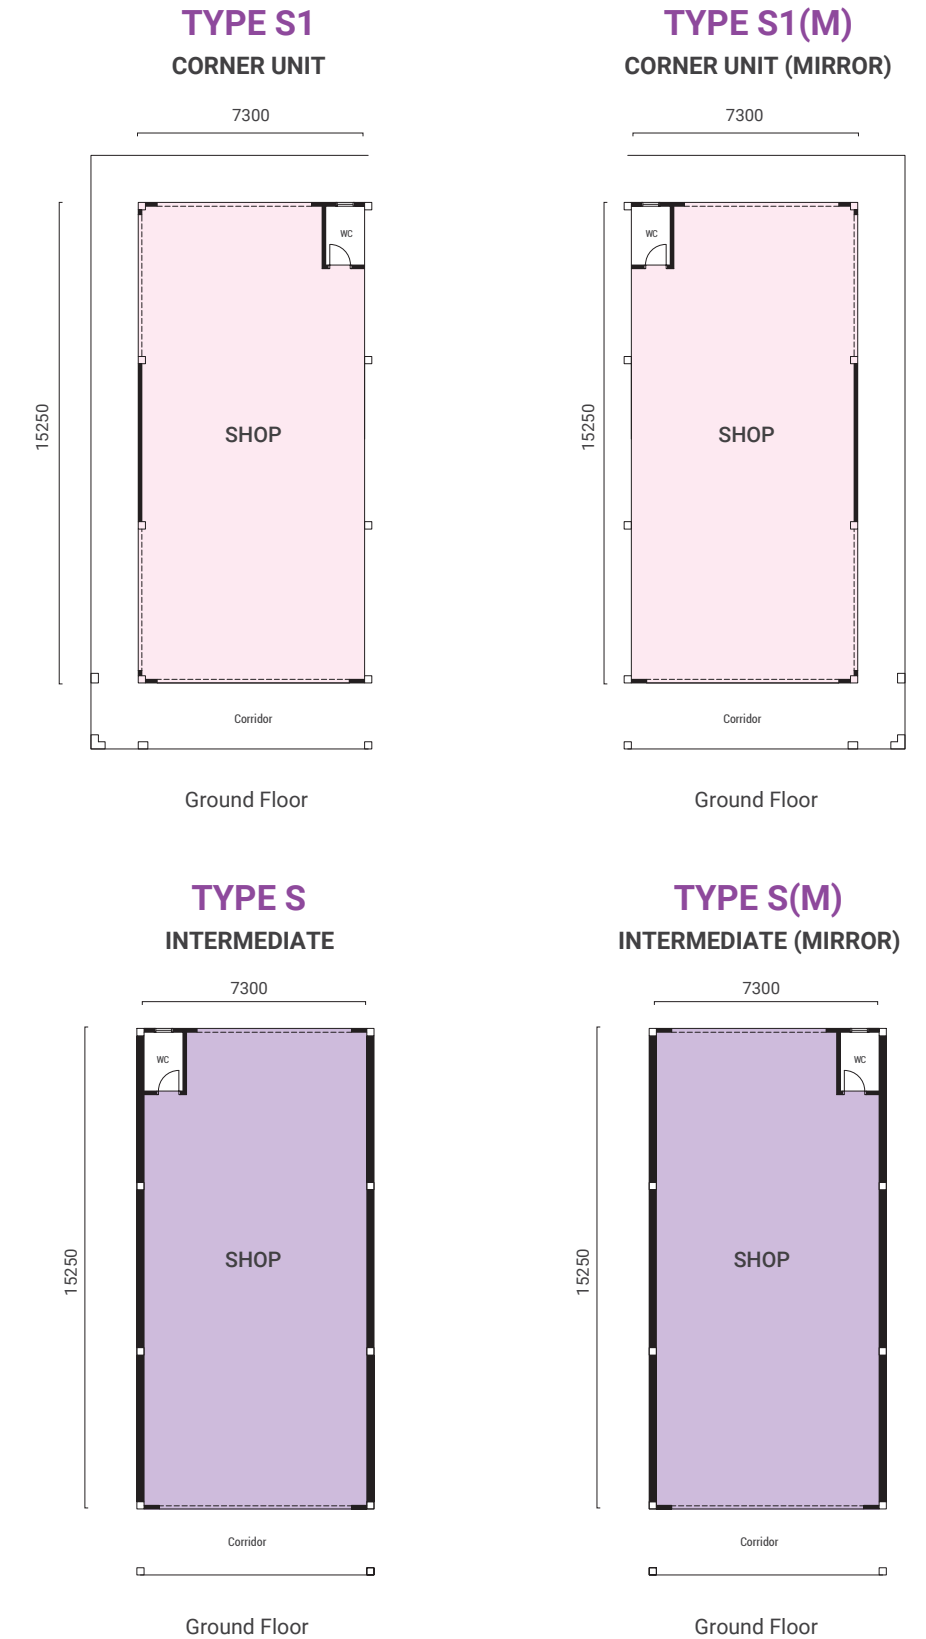 TYPE S1
CORNER UNIT
7300
15250
WC
SHOP
Corridor
Ground Floor
TYPE S1(M)
CORNER UNIT (MIRROR)
7300
15250
WC
SHOP
Corridor
Ground Floor
TYPE S
INTERMEDIATE
7300
15250
WC
SHOP
Corridor
Ground Floor
TYPE S(M)
INTERMEDIATE (MIRROR)
7300
15250
WC
SHOP
Corridor
Ground Floor